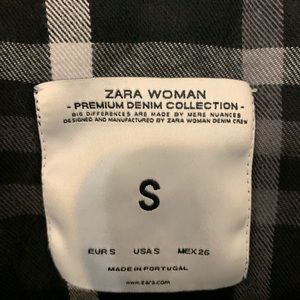 ZARA WOMAN
- PREMIUM DENIM COLLECTION -
BIG DIFFERENCES ARE MADE BY MERE NUANCES
DESIGNED AND MANUFACTURED BY ZARA WOMAN DENIM CREW
S
EUR S USA S MEX 26
MADE IN PORTUGAL
www.zara.com